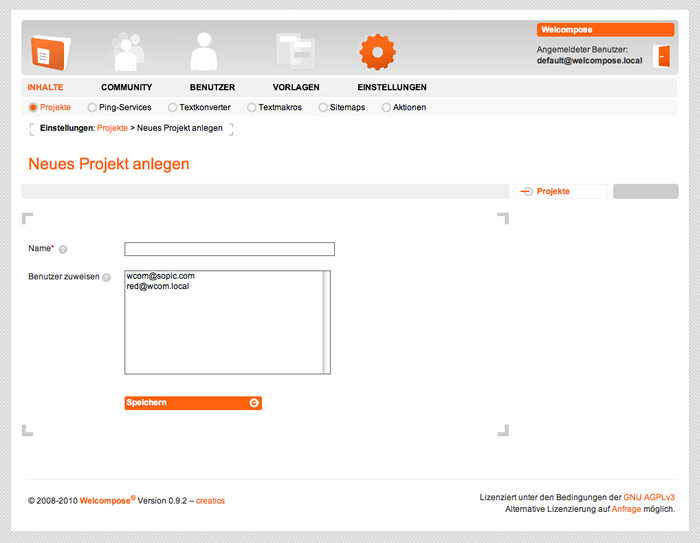 Welcompose
Angemeldeter Benutzer:
default@welcompose.local
INHALTE COMMUNITY BENUTZER VORLAGEN EINSTELLUNGEN
Projekte Ping-Services Textkonverter Textmakros Sitemaps Aktionen
Einstellungen: Projekte > Neues Projekt anlegen
Neues Projekt anlegen
Projekte
Name* ?
Benutzer zuweisen ?
wcom@sopic.com
red@wcom.local
Speichern
© 2008-2010 Welcompose® Version 0.9.2 – creatics
Lizenziert unter den Bedingungen der GNU AGPLv3
Alternative Lizenzierung auf Anfrage möglich.